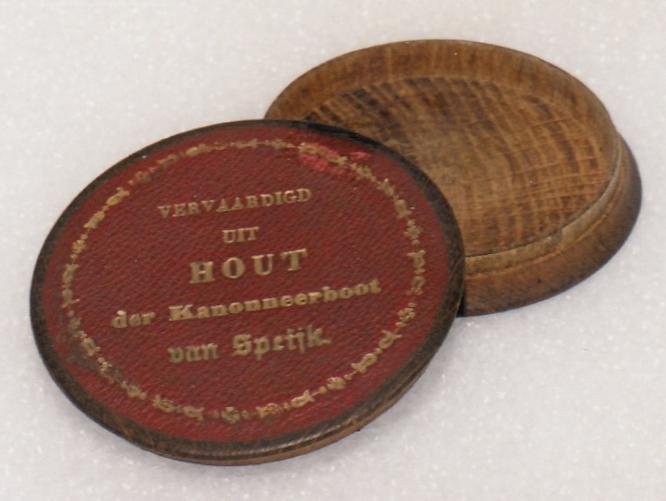 VERVAARDIGD
UIT
HOUT
der Kanonneerboot
van Speijk.